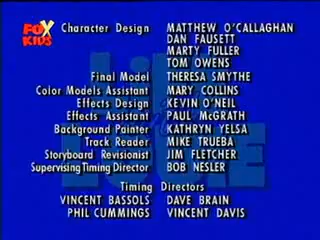 FOX
KIDS
Character Design MATTHEW O'CALLAGHAN
DAN FAUSETT
MARTY FULLER
TOM OWENS
Final Model THERESA SMYTHE
Color Models Assistant MARY COLLINS
Effects Design KEVIN O'NEIL
Effects Assistant PAUL McGRATH
Background Painter KATHRYN YELSA
Track Reader MIKE TRUEBA
Storyboard Revisionist JIM FLETCHER
Supervising Timing Director BOB NESLER
Timing Directors
VINCENT BASSOLS DAVE BRAIN
PHIL CUMMINGS VINCENT DAVIS